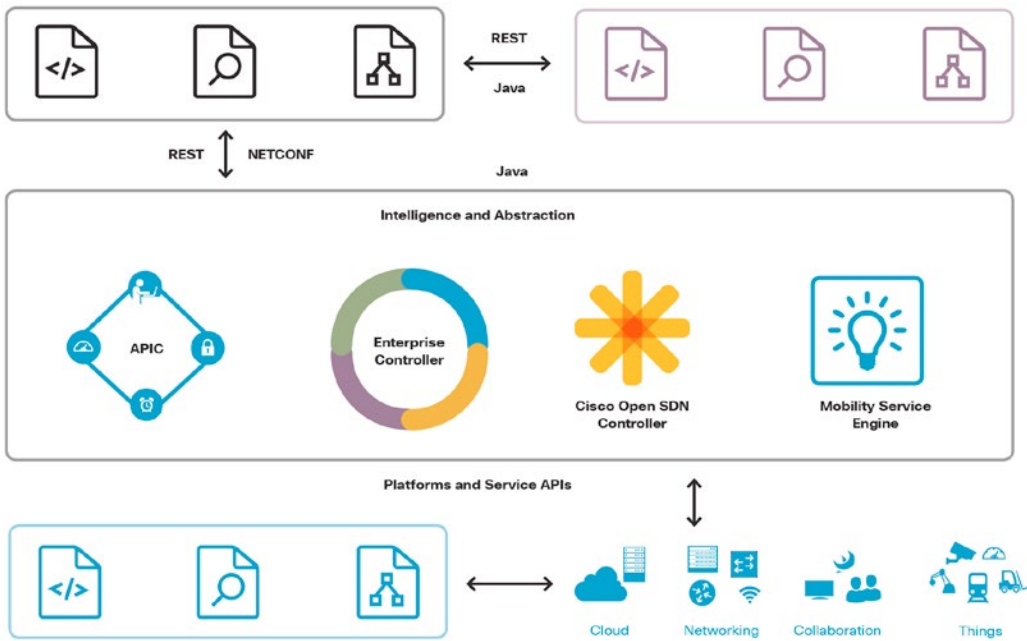 </>
REST
Java
</>
REST
NETCONF
Java
Intelligence and Abstraction
APIC
Enterprise
Controller
Cisco Open SDN
Controller
Mobility Service
Engine
Platforms and Service APIs
</>
Cloud
Networking
Collaboration
Things